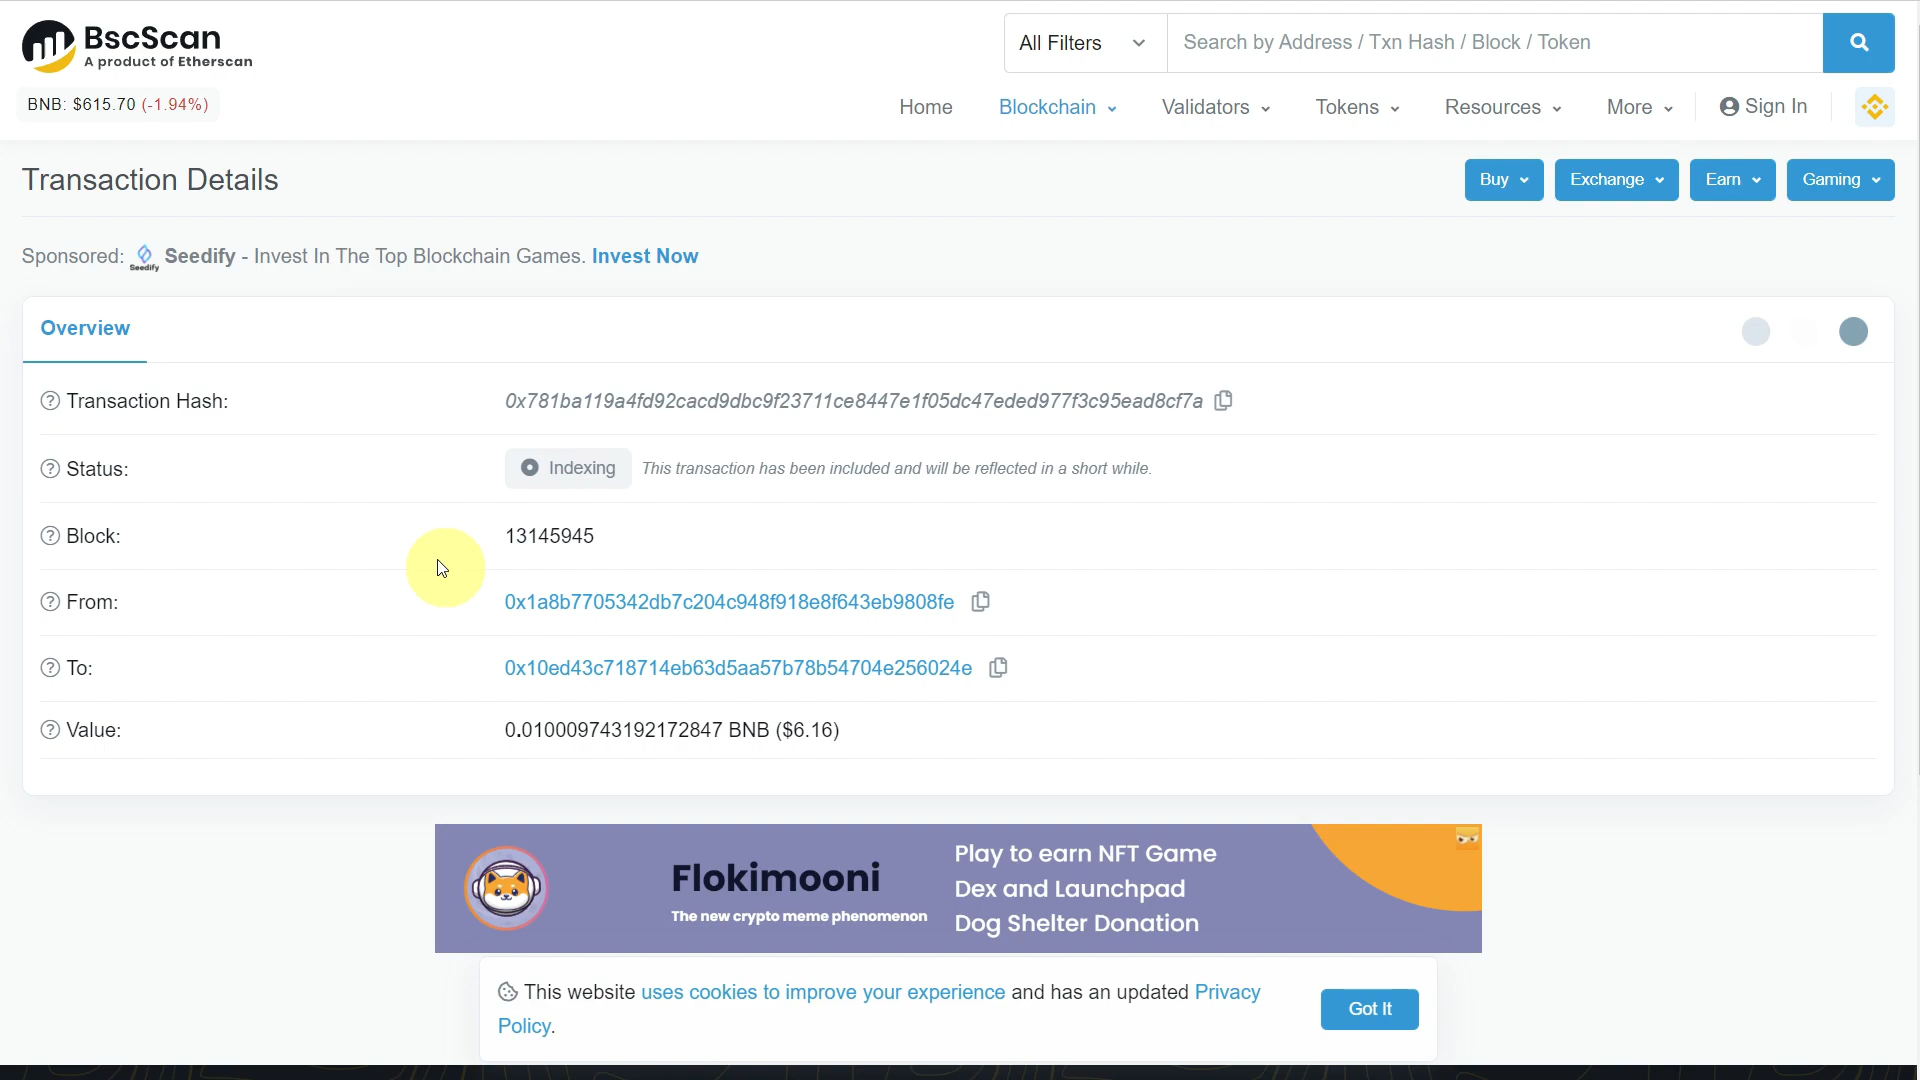 BscScan
A product of Etherscan
All Filters
Search by Address / Txn Hash / Block / Token
BNB: $615.70 (-1.94%)
Home Blockchain Validators Tokens Resources More Sign In
Transaction Details
Buy Exchange Earn Gaming
Sponsored: Seedify Seedify - Invest In The Top Blockchain Games. Invest Now
Overview
Transaction Hash: 0x781ba119a4fd92cacd9dbc9f23711ce8447e1f05dc47eded977f3c95ead8cf7a
Status: Indexing This transaction has been included and will be reflected in a short while.
Block: 13145945
From: 0x1a8b7705342db7c204c948f918e8f643eb9808fe
To: 0x10ed43c718714eb63d5aa57b78b54704e256024e
Value: 0.010009743192172847 BNB ($6.16)
Flokimooni
The new crypto meme phenomenon
Play to earn NFT Game
Dex and Launchpad
Dog Shelter Donation
This website uses cookies to improve your experience and has an updated Privacy
Policy.
Got It